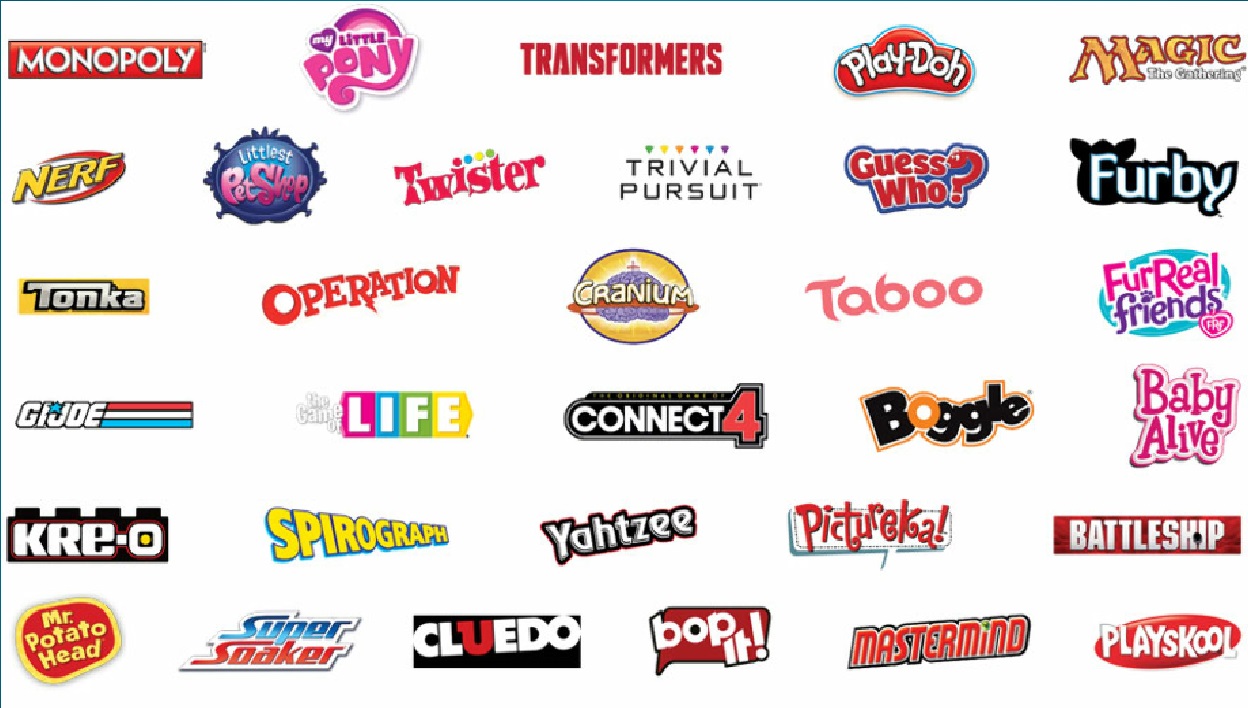 MONOPOLY
my LITTLE PONY
TRANSFORMERS
Play-Doh
MAGIC
The Gathering®
NERF
Littlest
PetShop
Twister
TRIVIAL
PURSUIT
Guess
Who?
Furby
Tonka
OPERATION
CRANIUM
Taboo
FurReal
friends
FRF
GIJOE
the
Game
of
LIFE
THE ORIGINAL GAME OF
CONNECT 4
Boggle
Baby
Alive
KRE-O
SPIROGRAPH
Yahtzee
Pictureka!
BATTLESHIP
Mr.
Potato
Head
Super
Soaker
CLUEDO
bop
it!
MASTERMIND
PLAYSKOOL